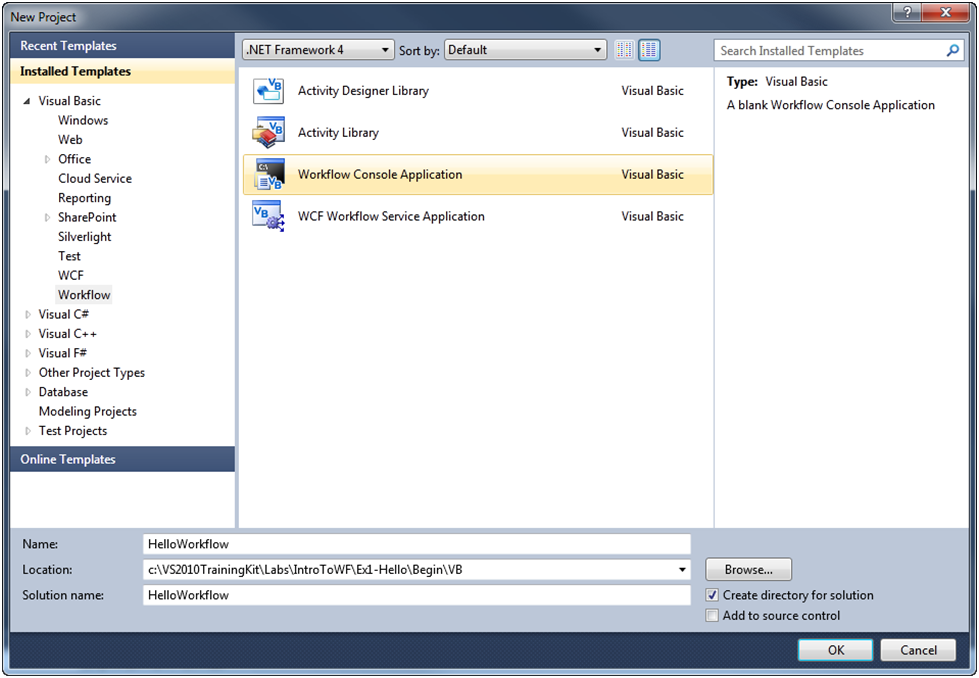 New Project
?
Recent Templates
Installed Templates
Visual Basic
Windows
Web
Office
Cloud Service
Reporting
SharePoint
Silverlight
Test
WCF
Workflow
Visual C#
Visual C++
Visual F#
Other Project Types
Database
Modeling Projects
Test Projects
Online Templates
.NET Framework 4 Sort by: Default
Activity Designer Library Visual Basic
Activity Library Visual Basic
Workflow Console Application Visual Basic
WCF Workflow Service Application Visual Basic
Search Installed Templates
Type: Visual Basic
A blank Workflow Console Application
Name: HelloWorkflow
Location: c:\VS2010TrainingKit\Labs\IntroToWF\Ex1-Hello\Begin\VB Browse...
Solution name: HelloWorkflow
Create directory for solution
Add to source control
OK Cancel